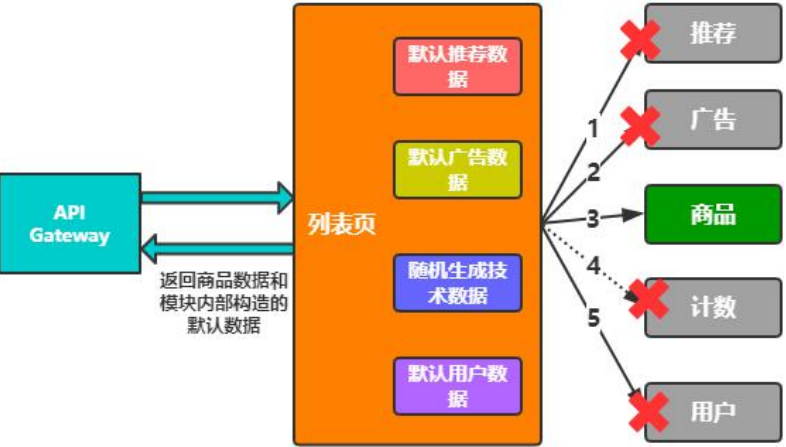 API
Gateway
返回商品数据和
模块内部构造的
默认数据
列表页
默认推荐数
据
默认广告数
据
随机生成技
术数据
默认用户数
据
1
2
3
4
5
推荐
广告
商品
计数
用户